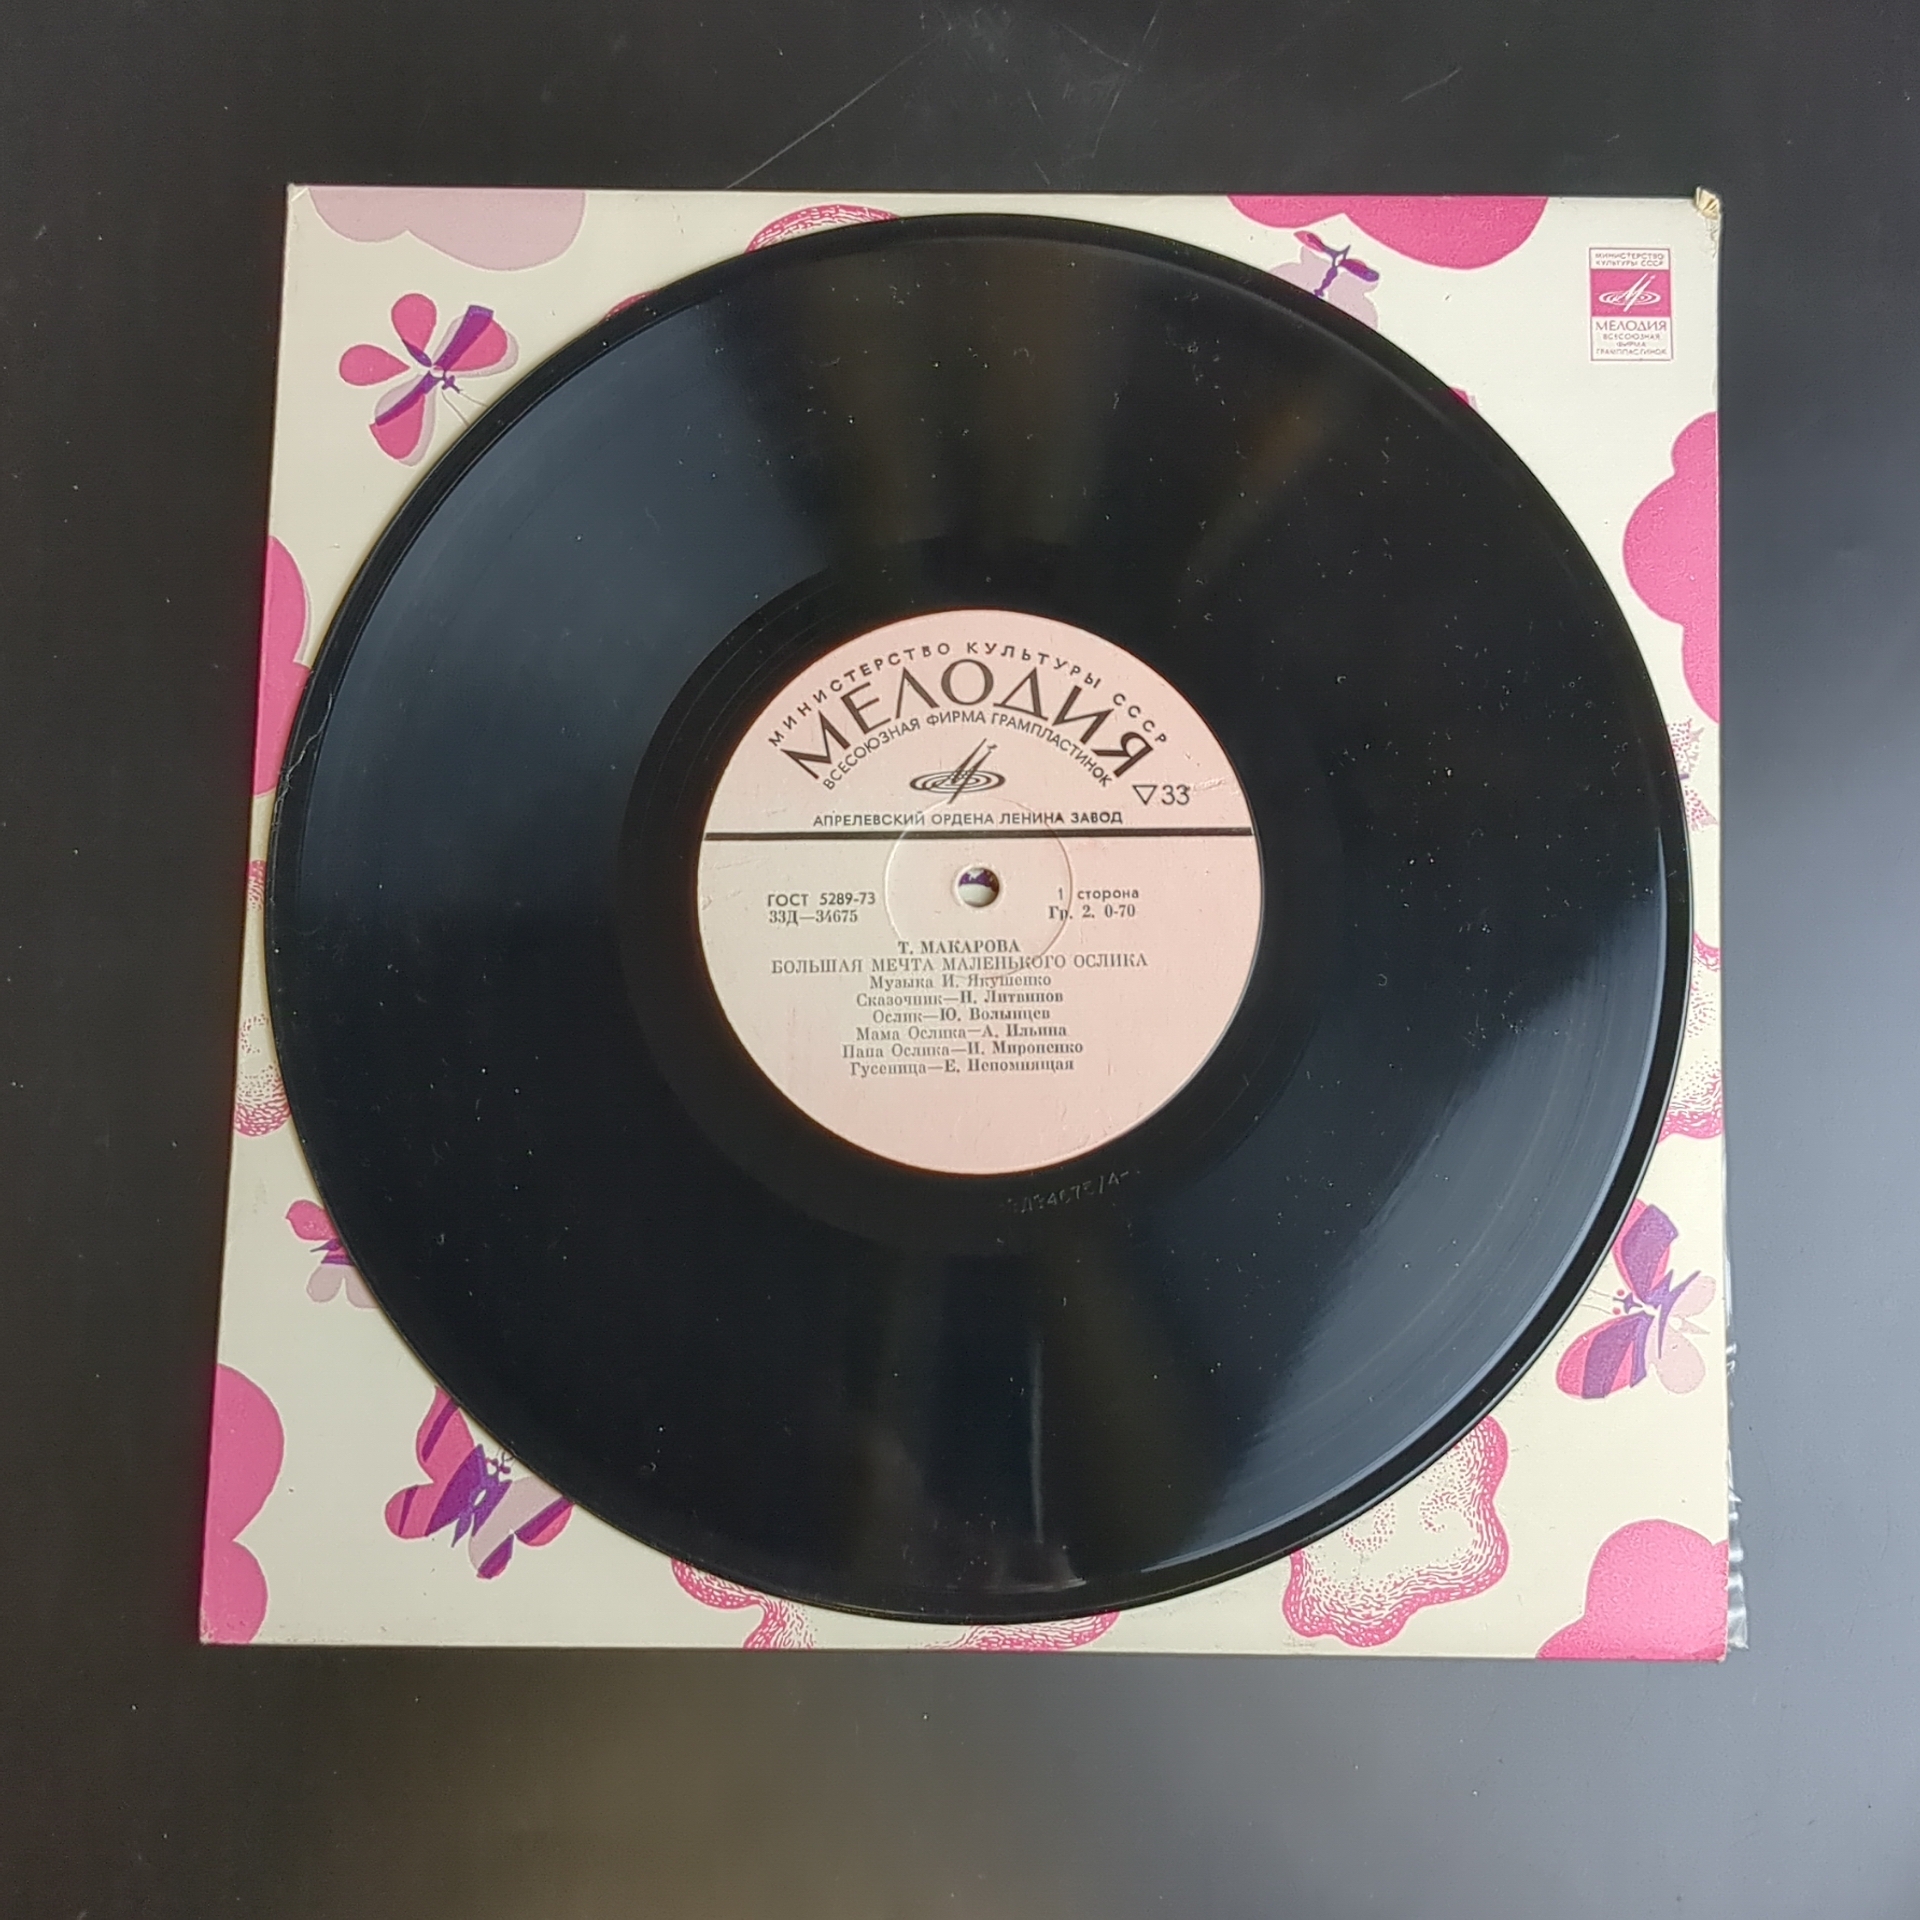 МИНИСТЕРСТВО
КУЛЬТУРЫ СССР
МЕЛОДИЯ
ВСЕСОЮЗНАЯ
ФИРМА
ГРАМПЛАСТИНОК
МИНИСТЕРСТВО КУЛЬТУРЫ СССР
МЕЛОДИЯ
ВСЕСОЮЗНАЯ ФИРМА ГРАМПЛАСТИНОК
▽33
АПРЕЛЕВСКИЙ ОРДЕНА ЛЕНИНА ЗАВОД
ГОСТ 5289-73
33Д—34675
1 сторона
Гр. 2. 0-70
Т. МАКАРОВА
БОЛЬШАЯ МЕЧТА МАЛЕНЬКОГО ОСЛИКА
Музыка И. Якушенко
Сказочник—Н. Литвинов
Ослик—Ю. Волынцев
Мама Ослика—А. Ильина
Папа Ослика—И. Мироненко
Гусеница—Е. Непомнящая